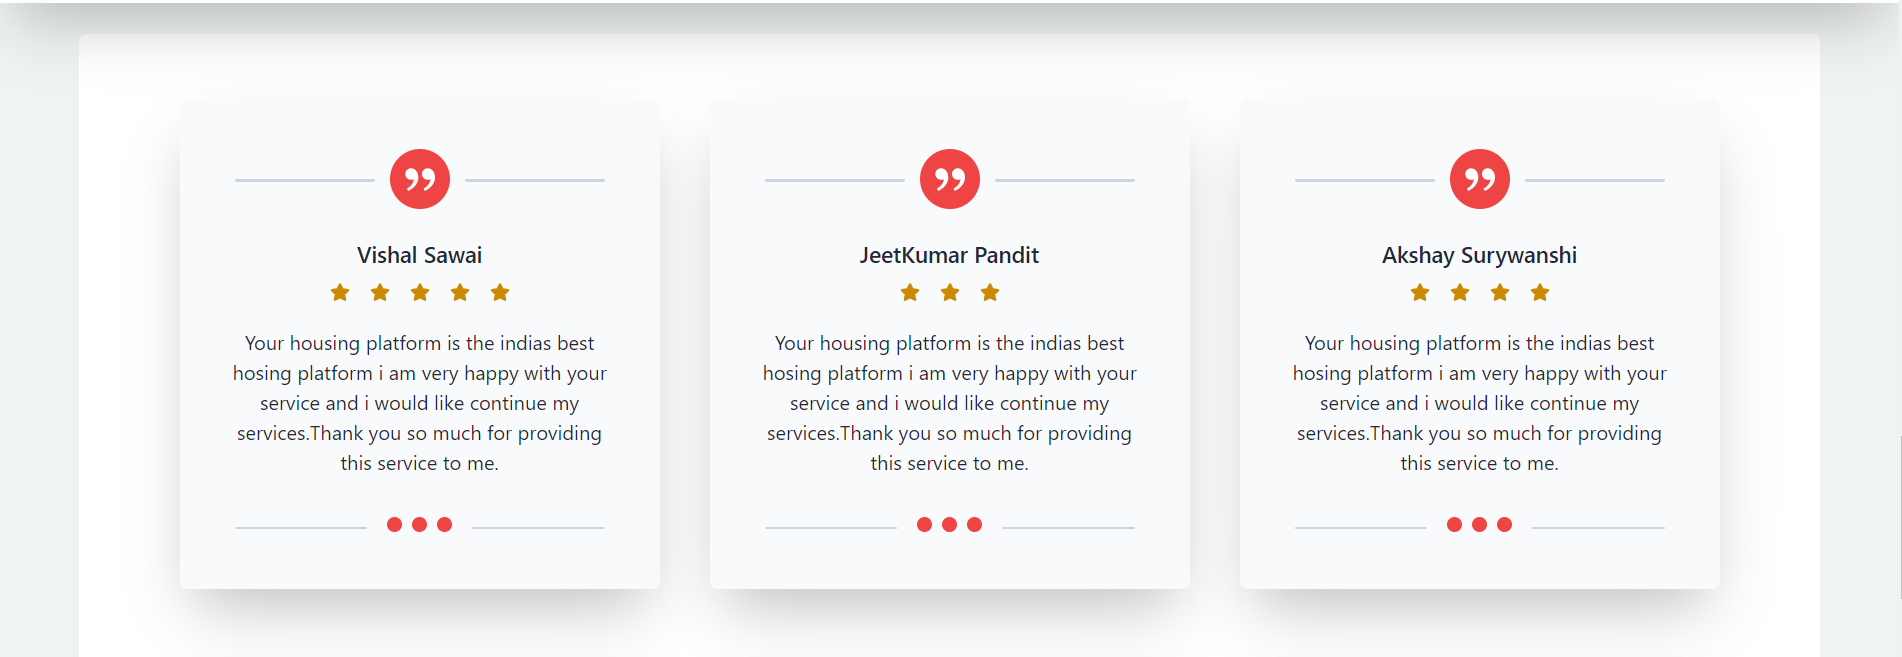 Vishal Sawai
Your housing platform is the indias best
hosing platform i am very happy with your
service and i would like continue my
services.Thank you so much for providing
this service to me.
JeetKumar Pandit
Your housing platform is the indias best
hosing platform i am very happy with your
service and i would like continue my
services.Thank you so much for providing
this service to me.
Akshay Surywanshi
Your housing platform is the indias best
hosing platform i am very happy with your
service and i would like continue my
services.Thank you so much for providing
this service to me.